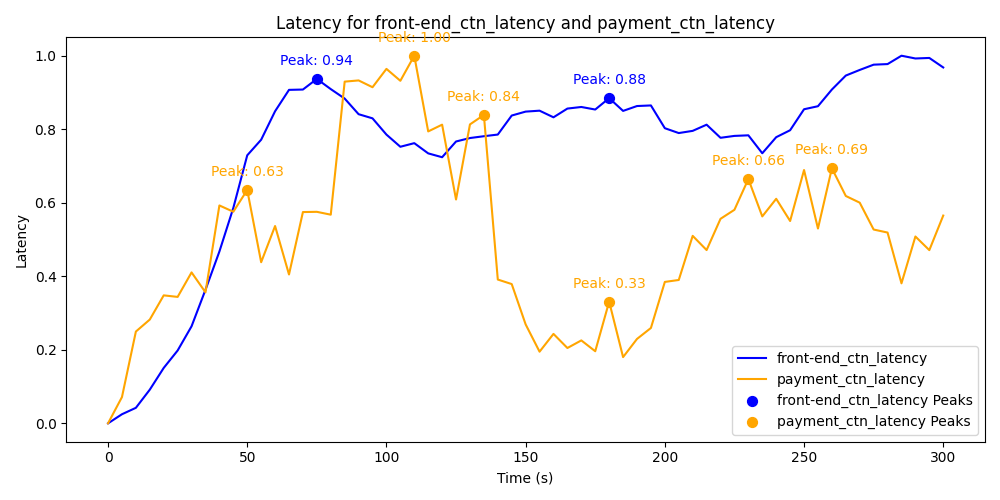 Latency for front-end_ctn_latency and payment_ctn_latency
Peak: 1.00
Peak: 0.94
Peak: 0.88
Peak: 0.84
Peak: 0.69
Peak: 0.66
Peak: 0.63
Peak: 0.33
Latency
1.0
0.8
0.6
0.4
0.2
0.0
front-end_ctn_latency
payment_ctn_latency
front-end_ctn_latency Peaks
payment_ctn_latency Peaks
0 50 100 150 200 250 300
Time (s)